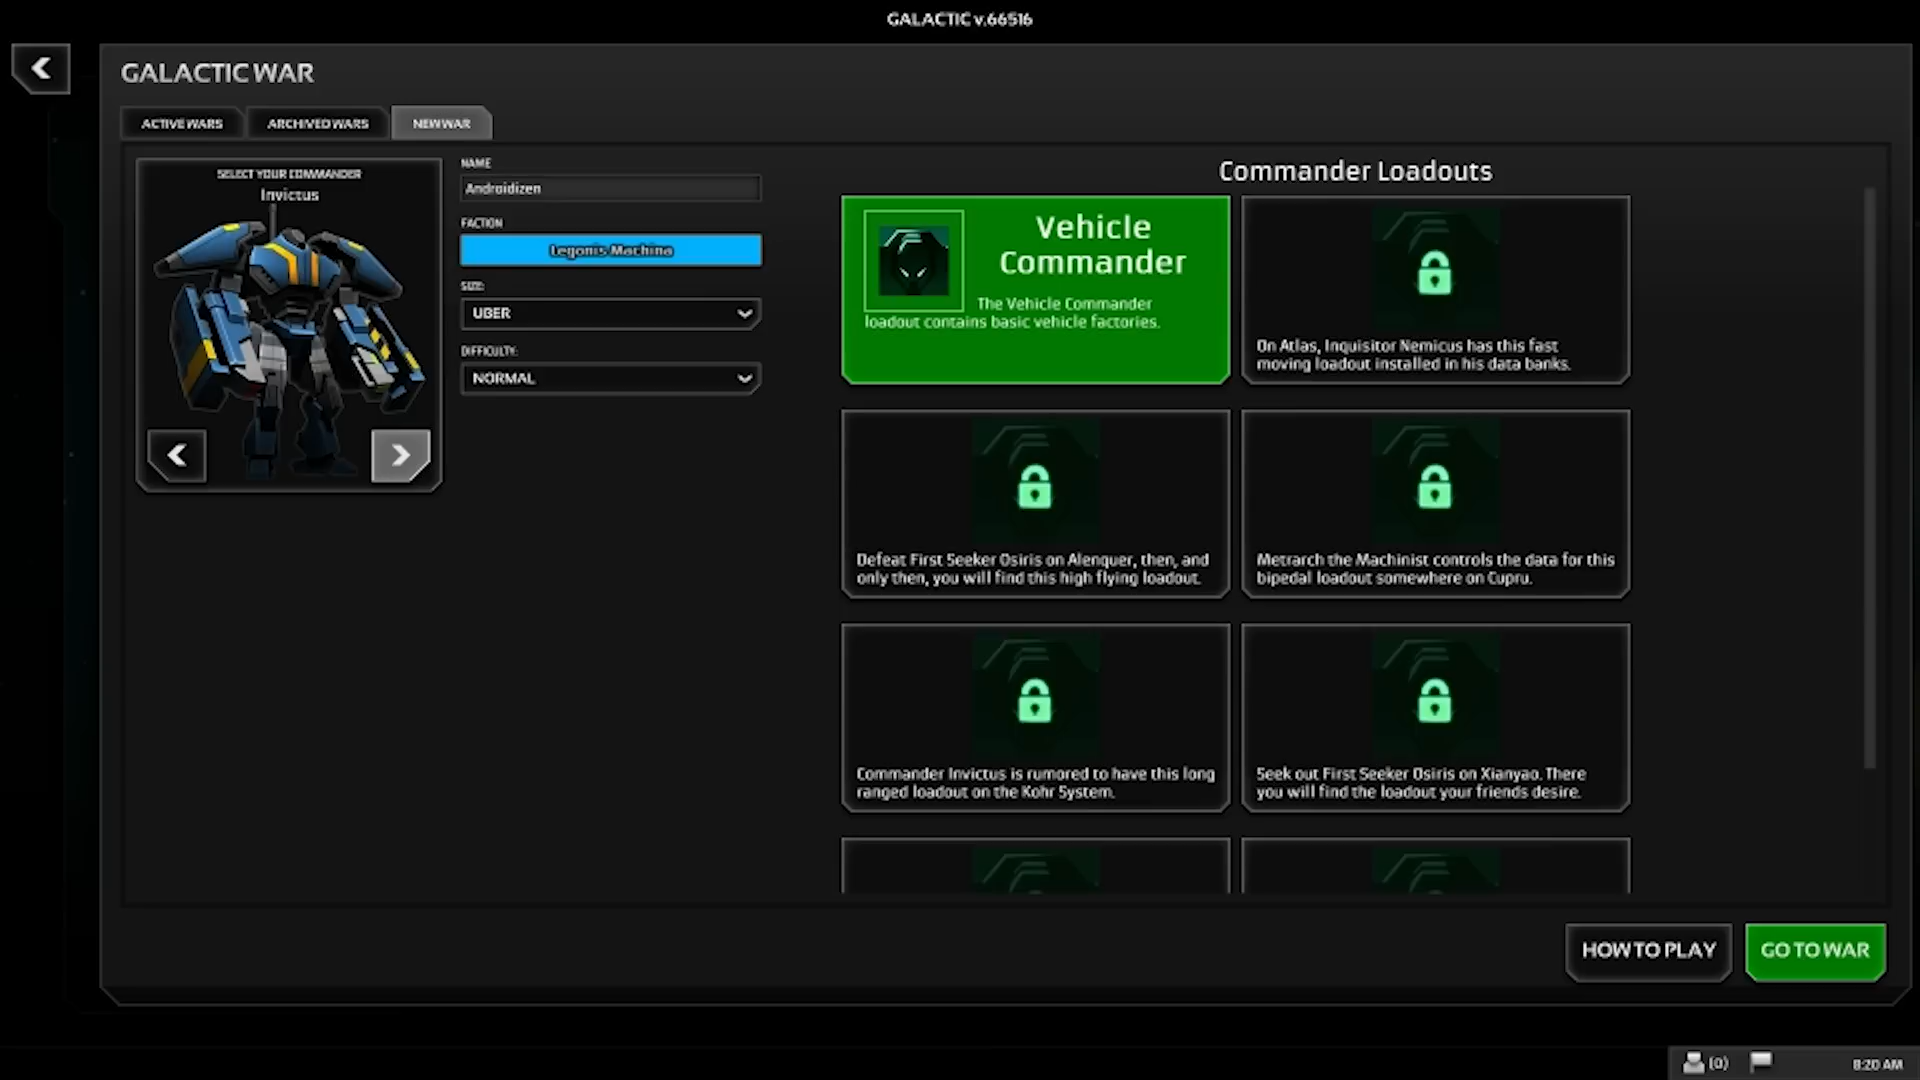 GALACTIC v.66516
GALACTIC WAR
ACTIVE WARS
ARCHIVED WARS
NEW WAR
SELECT YOUR COMMANDER
Invictus
NAME
Androidizen
FACTION
Legonis Machina
SIZE:
UBER
DIFFICULTY:
NORMAL
Commander Loadouts
Vehicle
Commander
The Vehicle Commander
loadout contains basic vehicle factories.
On Atlas, Inquisitor Nemicus has this fast
moving loadout installed in his data banks.
Defeat First Seeker Osiris on Alenquer, then, and
only then, you will find this high flying loadout.
Metrarch the Machinist controls the data for this
bipedal loadout somewhere on Cupru.
Commander Invictus is rumored to have this long
ranged loadout on the Kohr System.
Seek out First Seeker Osiris on Xianyao. There
you will find the loadout your friends desire.
HOW TO PLAY
GO TO WAR
(0)
8:20 AM